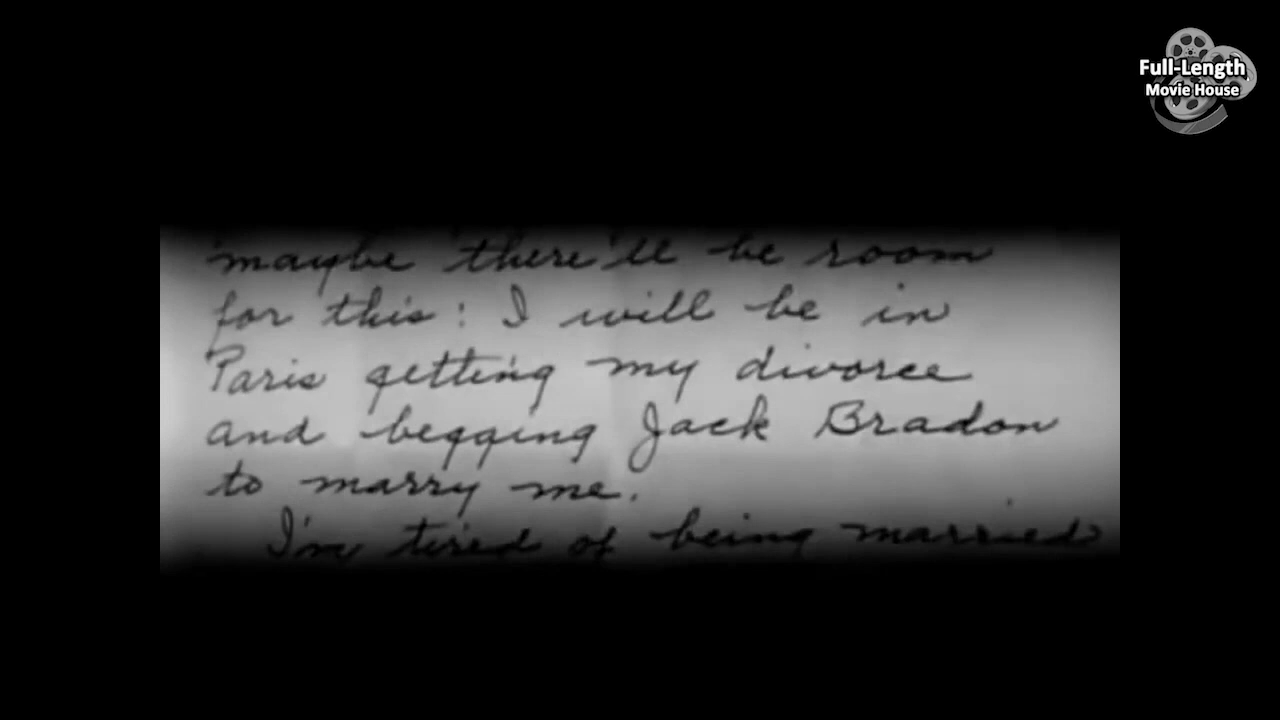 Full-Length
Movie House
maybe there'll be room
for this: I will be in
Paris getting my divorce
and begging Jack Bradon
to marry me.
I'm tired of being married